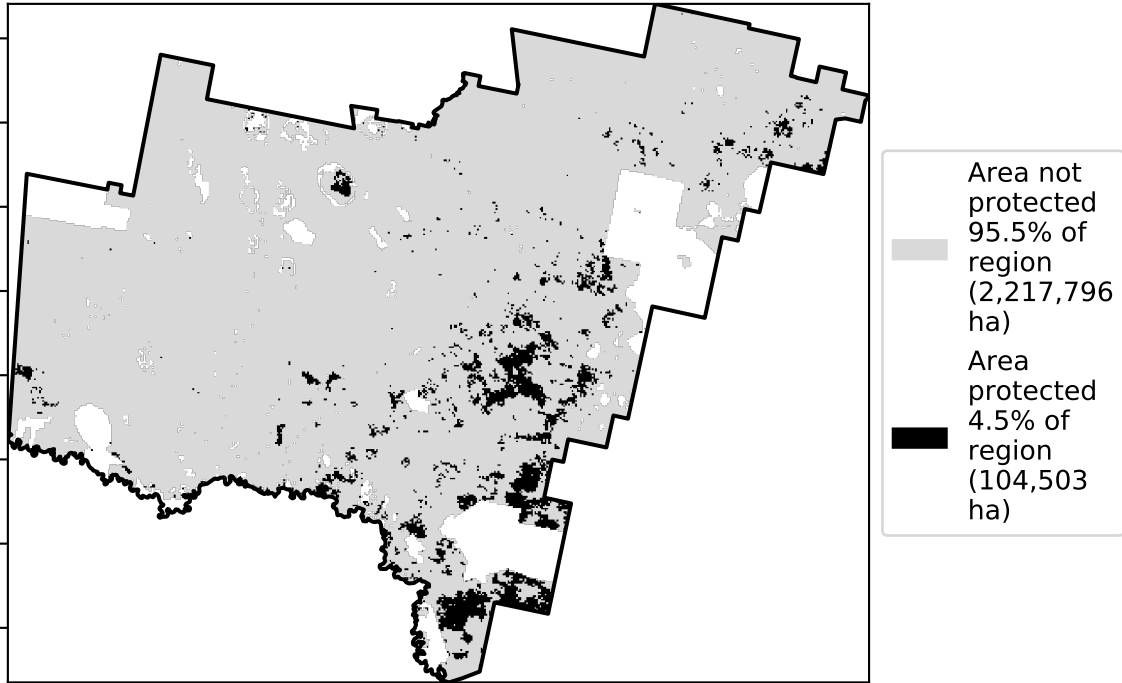 Area not
protected
95.5% of
region
(2,217,796
ha)
Area
protected
4.5% of
region
(104,503
ha)